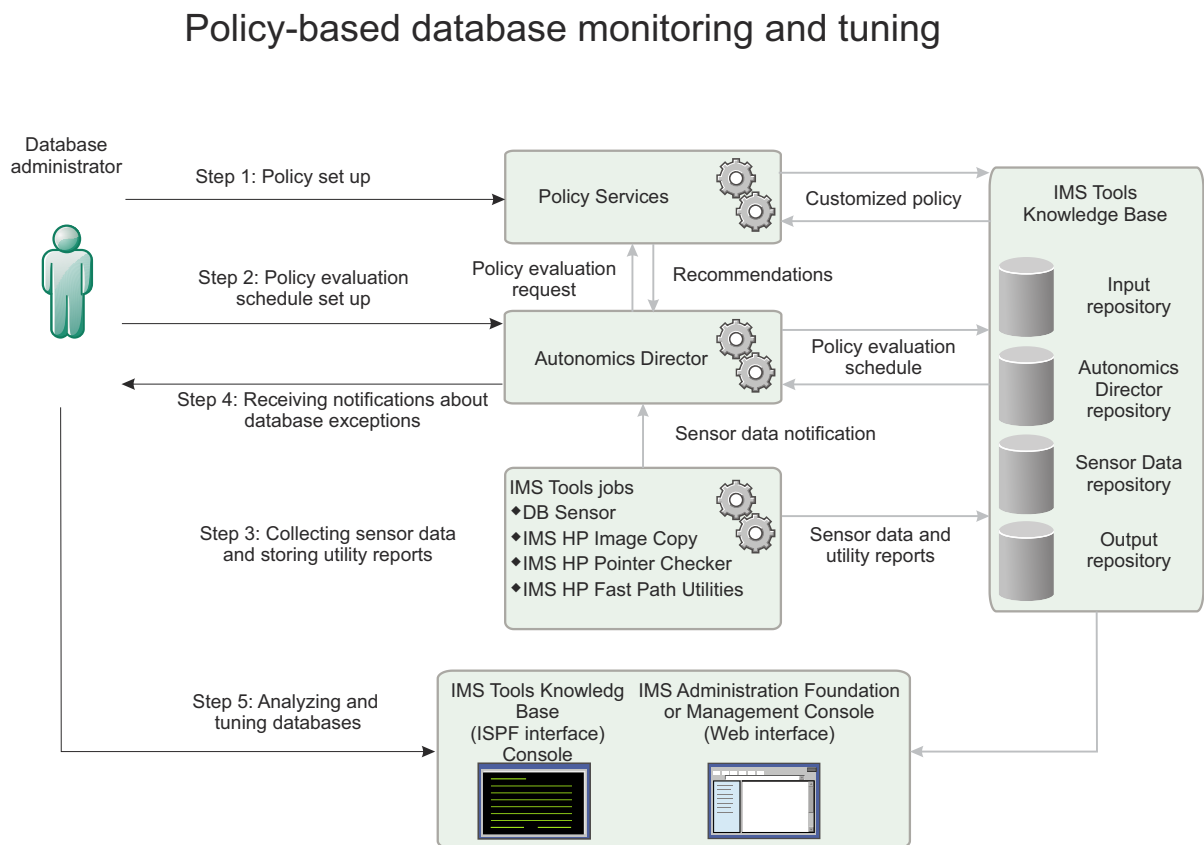 Policy-based database monitoring and tuning
Database
administrator
Step 1: Policy set up
Policy Services
Customized policy
IMS Tools
Knowledge Base
Step 2: Policy evaluation
schedule set up
Policy evaluation
request
Recommendations
Input
repository
Autonomics Director
Policy evaluation
schedule
Autonomics
Director
repository
Step 4: Receiving notifications about
database exceptions
Sensor data notification
Sensor Data
repository
Step 3: Collecting sensor data
and storing utility reports
IMS Tools jobs
◆DB Sensor
◆IMS HP Image Copy
◆IMS HP Pointer Checker
◆IMS HP Fast Path Utilities
Sensor data and
utility reports
Output
repository
Step 5: Analyzing and
tuning databases
IMS Tools Knowledg
Base
(ISPF interface)
Console
IMS Administration Foundation
or Management Console
(Web interface)